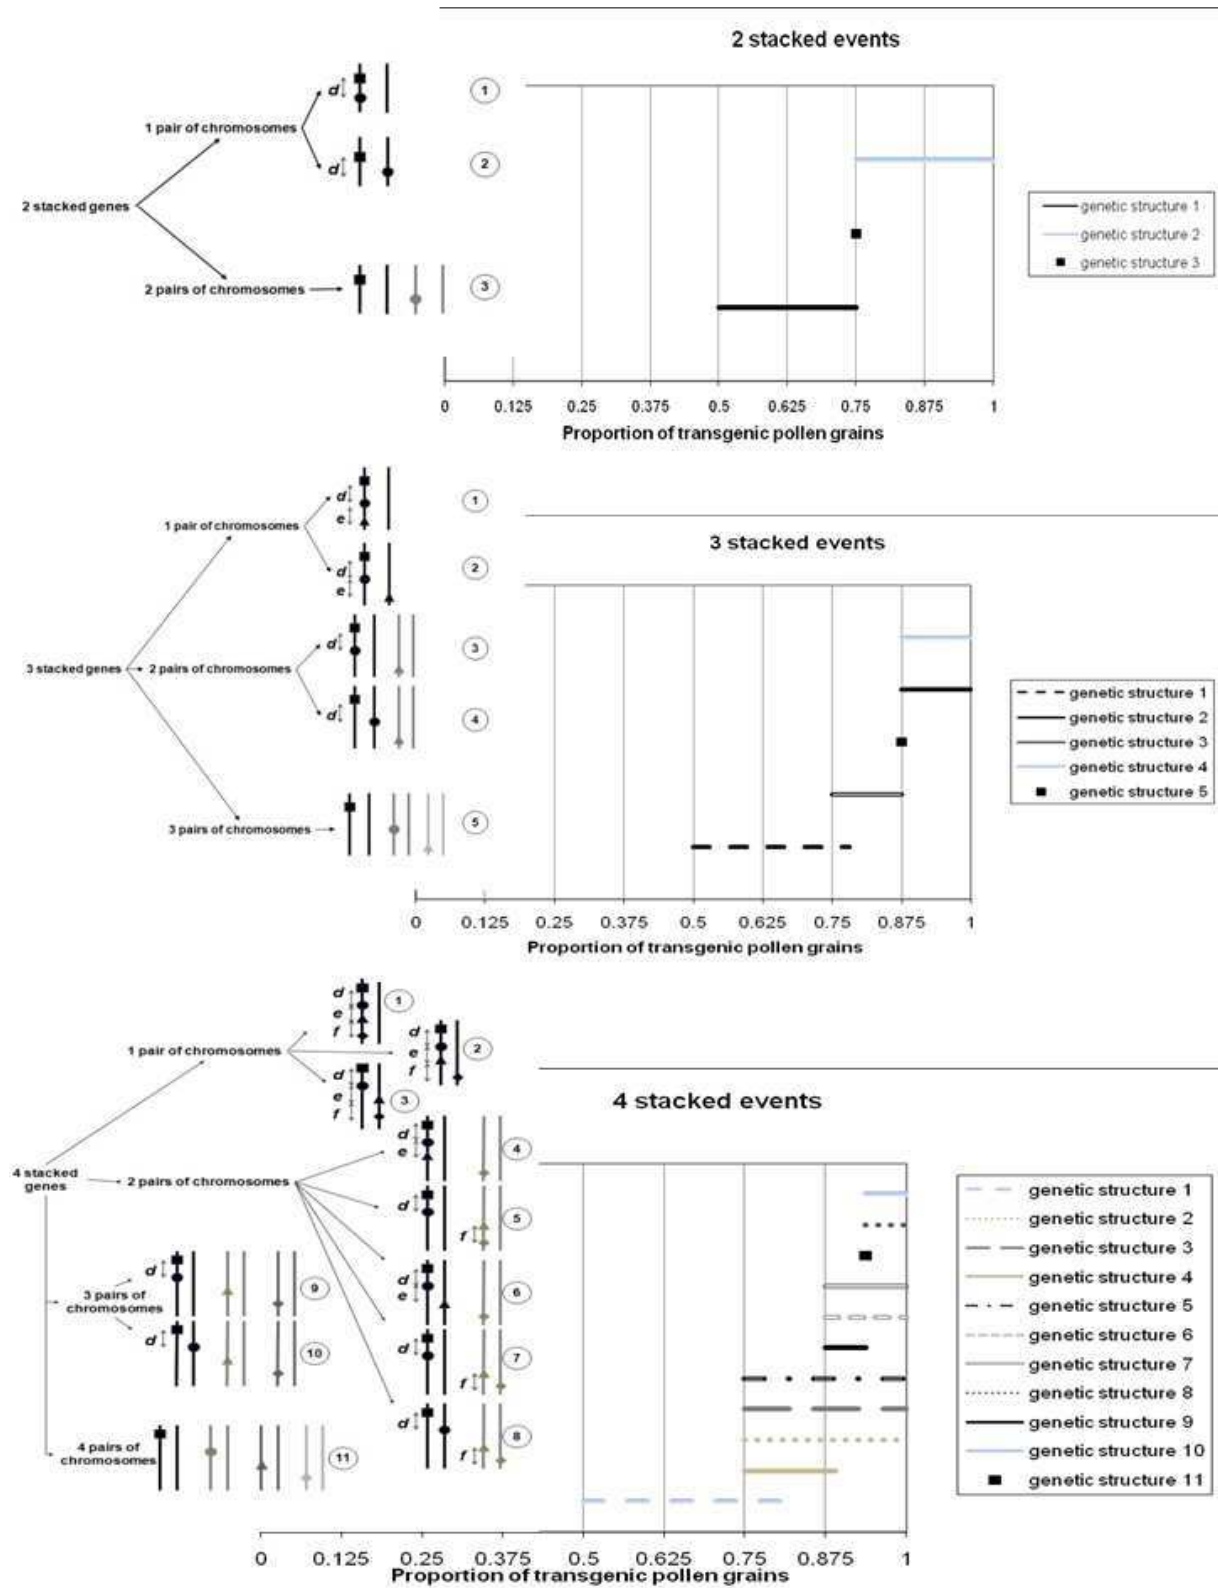 2 stacked events
d
1
1 pair of chromosomes
d
2
2 stacked genes
2 pairs of chromosomes
3
genetic structure 1
genetic structure 2
genetic structure 3
0 0.125 0.25 0.375 0.5 0.625 0.75 0.875 1
Proportion of transgenic pollen grains
3 stacked events
d
e
1
1 pair of chromosomes
d
e
2
3 stacked genes
2 pairs of chromosomes
d
3
d
4
3 pairs of chromosomes
5
genetic structure 1
genetic structure 2
genetic structure 3
genetic structure 4
genetic structure 5
0 0.125 0.25 0.375 0.5 0.625 0.75 0.875 1
Proportion of transgenic pollen grains
4 stacked events
d
e
f
1
1 pair of chromosomes
d
e
f
2
d
e
f
3
4 stacked
genes
2 pairs of chromosomes
d
e
4
d
f
5
d
e
6
d
f
7
d
f
8
3 pairs of
chromosomes
d
9
d
10
4 pairs of
chromosomes
11
genetic structure 1
genetic structure 2
genetic structure 3
genetic structure 4
genetic structure 5
genetic structure 6
genetic structure 7
genetic structure 8
genetic structure 9
genetic structure 10
genetic structure 11
0 0.125 0.25 0.375 0.5 0.625 0.75 0.875 1
Proportion of transgenic pollen grains